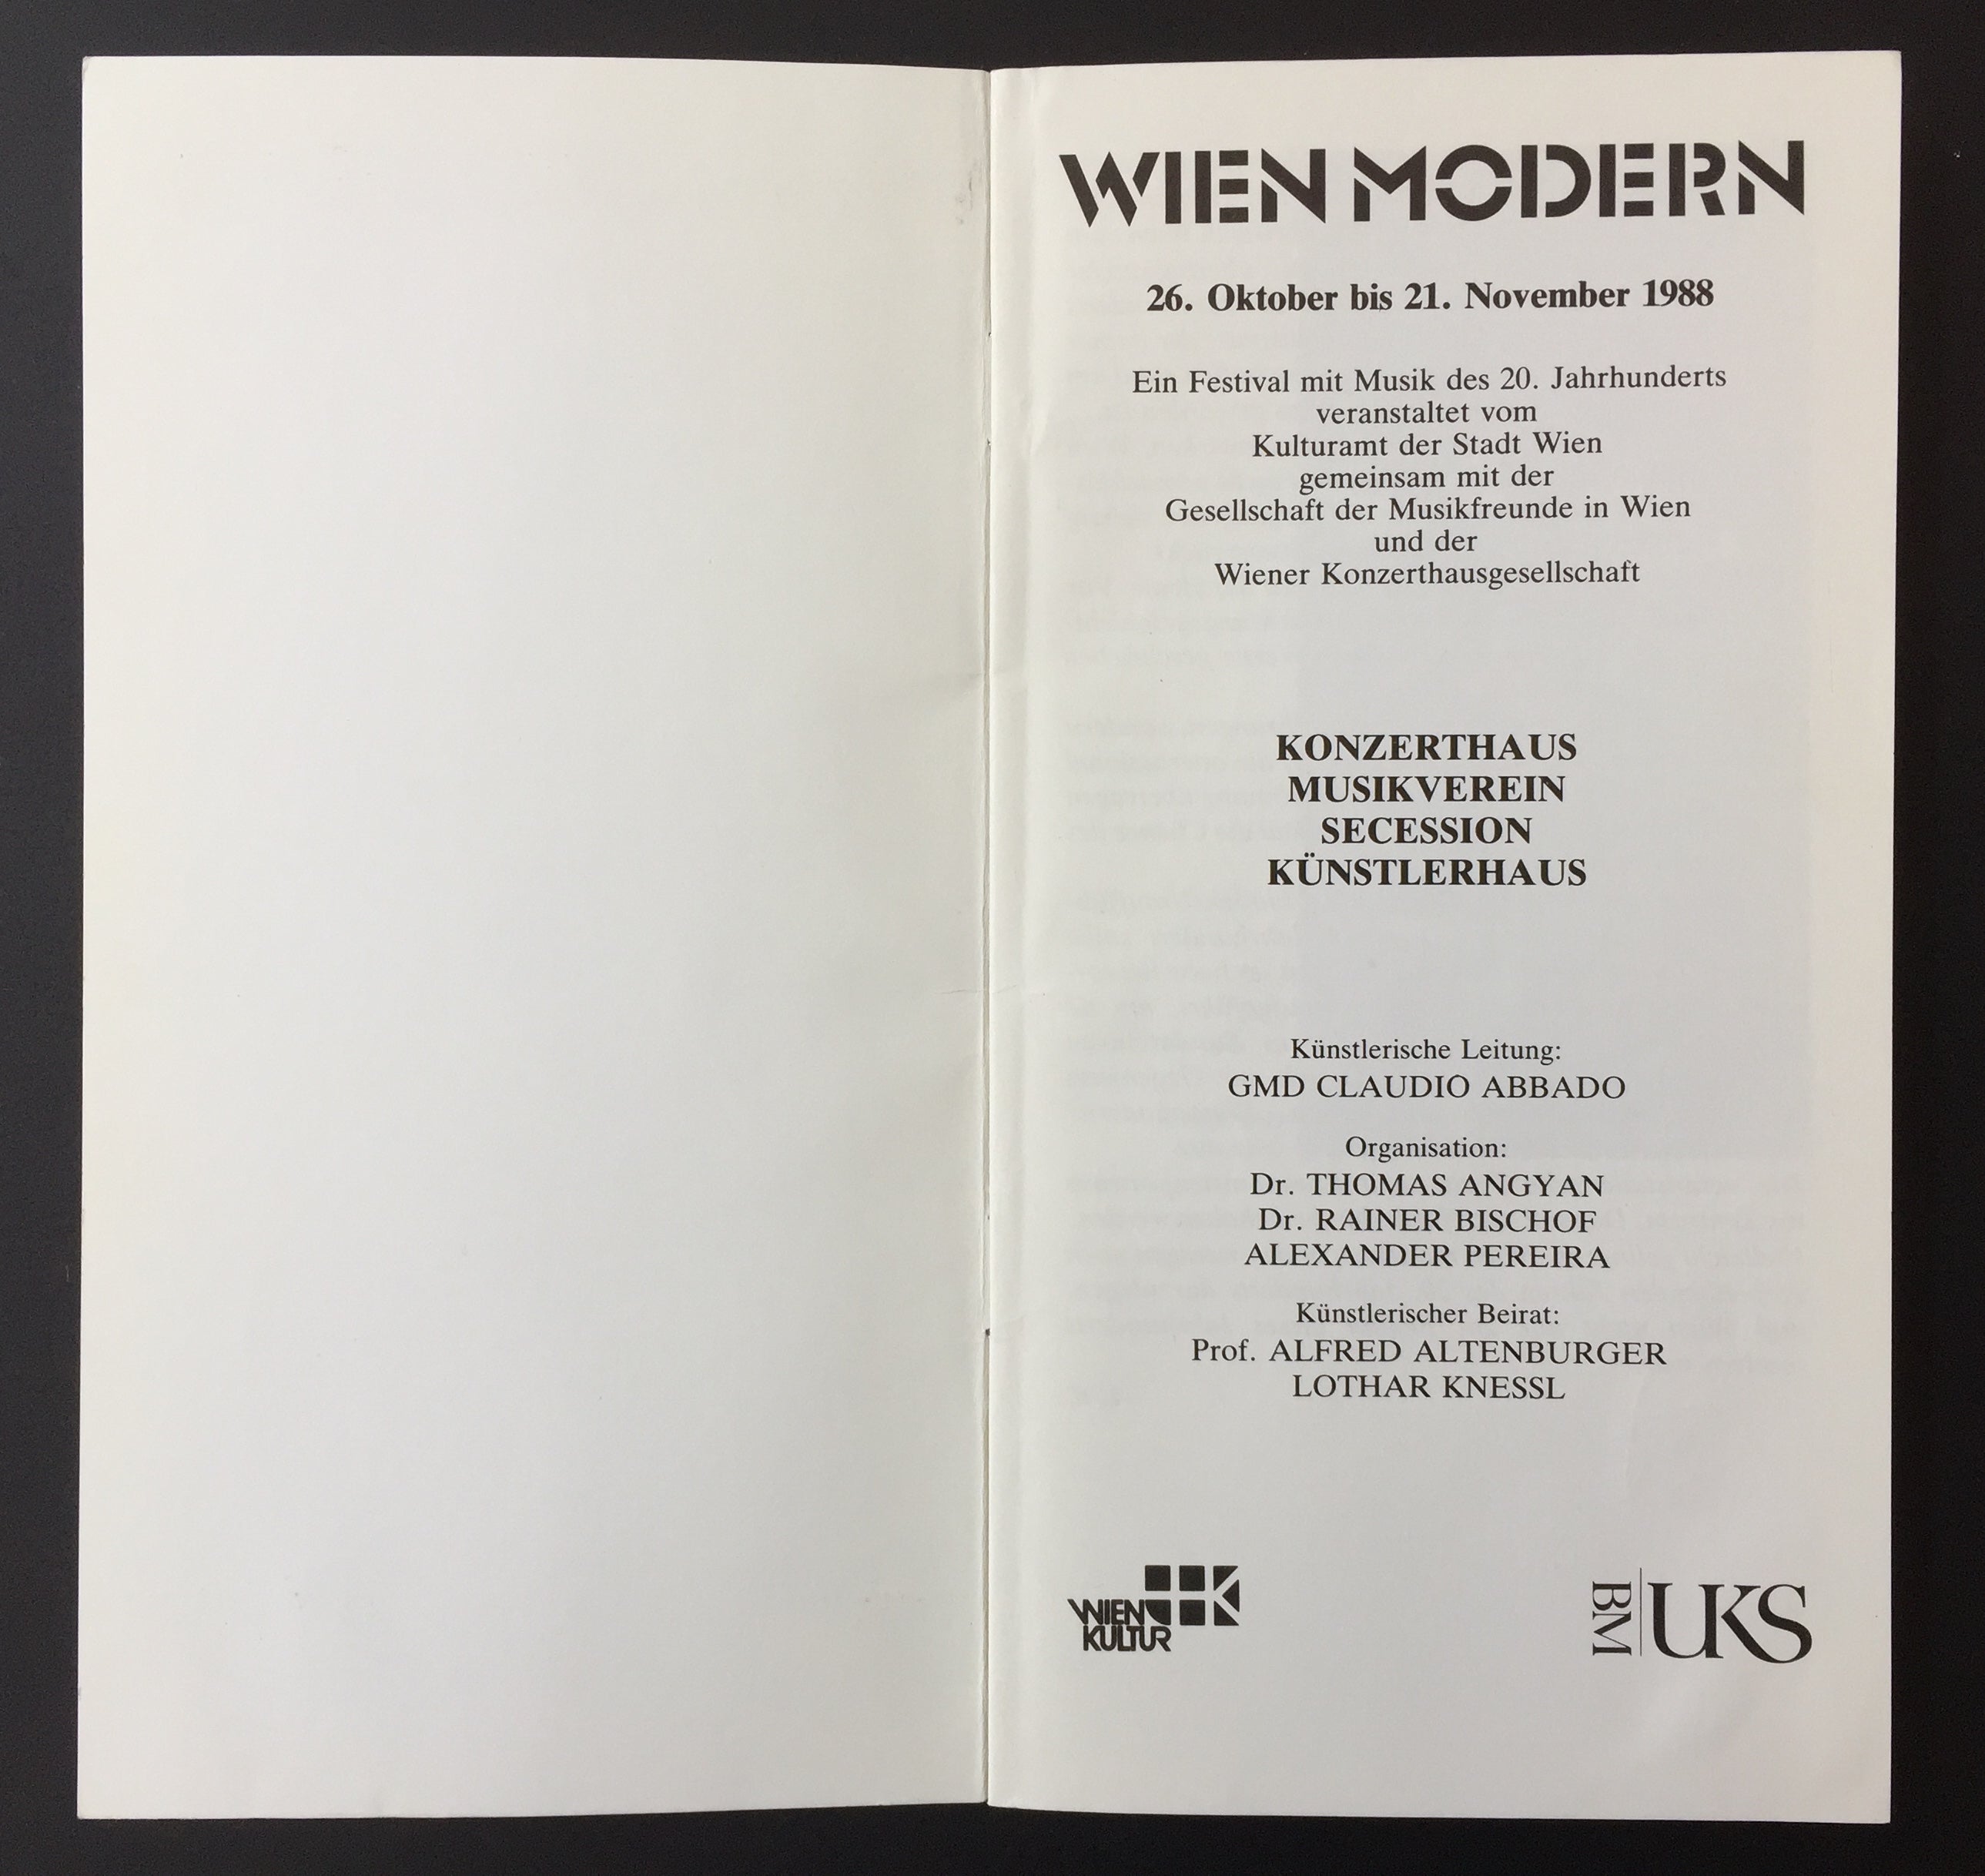 WIEN MODERN
26. Oktober bis 21. November 1988
Ein Festival mit Musik des 20. Jahrhunderts
veranstaltet vom
Kulturamt der Stadt Wien
gemeinsam mit der
Gesellschaft der Musikfreunde in Wien
und der
Wiener Konzerthausgesellschaft
KONZERTHAUS
MUSIKVEREIN
SECESSION
KÜNSTLERHAUS
Künstlerische Leitung:
GMD CLAUDIO ABBADO
Organisation:
Dr. THOMAS ANGYAN
Dr. RAINER BISCHOF
ALEXANDER PEREIRA
Künstlerischer Beirat:
Prof. ALFRED ALTENBURGER
LOTHAR KNESSL
WIEN
KULTUR
BM UKS